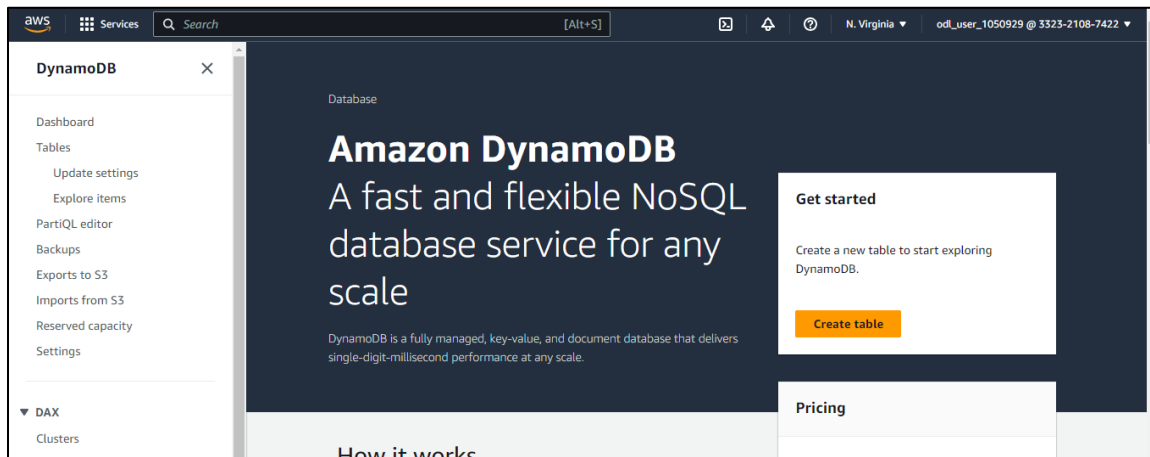 aws
Services
Search
[Alt+S]
N. Virginia ▼
odl_user_1050929 @ 3323-2108-7422 ▼
DynamoDB
Dashboard
Tables
Update settings
Explore items
PartiQL editor
Backups
Exports to S3
Imports from S3
Reserved capacity
Settings
▼ DAX
Clusters
Database
Amazon DynamoDB
A fast and flexible NoSQL
database service for any
scale
DynamoDB is a fully managed, key-value, and document database that delivers
single-digit-millisecond performance at any scale.
Get started
Create a new table to start exploring
DynamoDB.
Create table
Pricing
How it works